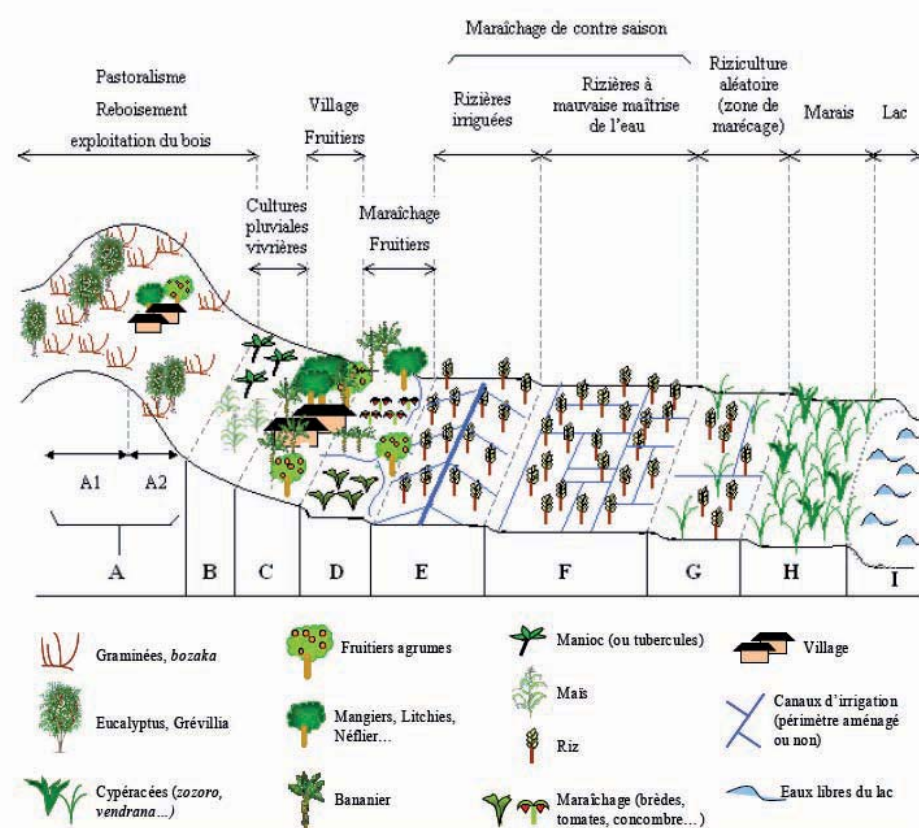 Maraîchage de contre saison
Pastoralisme
Reboisement
exploitation du bois
Village
Fruitiers
Rizières
irriguées
Rizières à
mauvaise maîtrise
de l'eau
Riziculture
aléatoire
(zone de
marécage)
Marais
Lac
Cultures
pluviales
vivrières
Maraîchage
Fruitiers
A1
A2
A
B
C
D
E
F
G
H
I
Graminées, bozaka
Eucalyptus, Grévillia
Cypéracées (zozoro,
vendrana...)
Fruitiers agrumes
Mangiers, Litchies,
Néflier...
Bananier
Manioc (ou tubercules)
Maïs
Riz
Maraîchage (brèdes,
tomates, concombre...)
Village
Canaux d'irrigation
(périmètre aménagé
ou non)
Eaux libres du lac